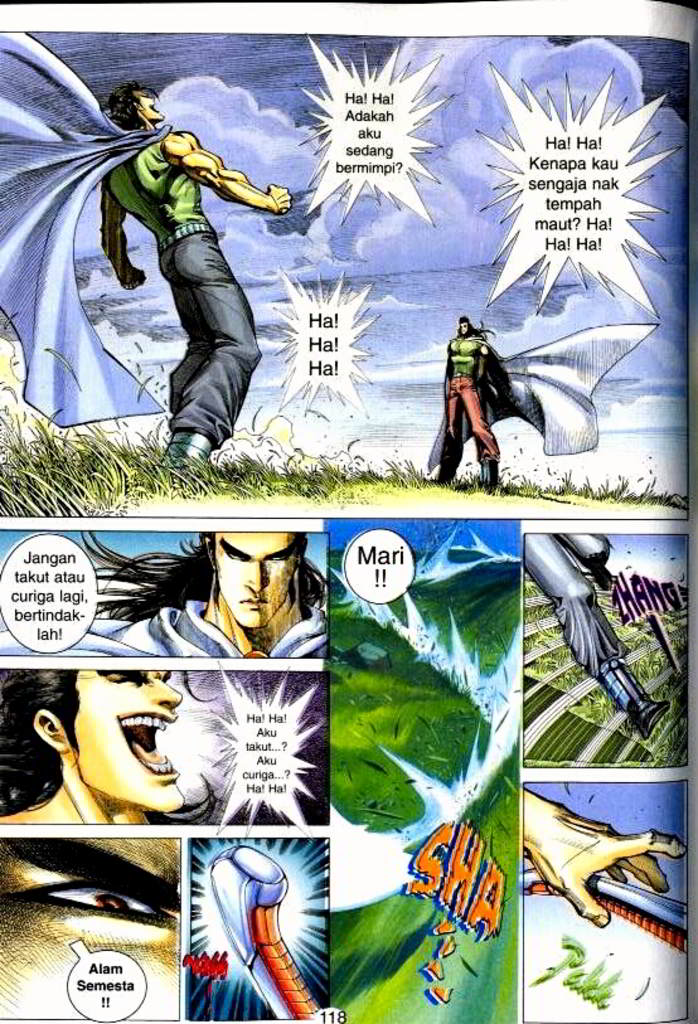 Ha! Ha!
Adakah
aku
sedang
bermimpi?
Ha! Ha!
Kenapa kau
sengaja nak
tempah
maut? Ha!
Ha! Ha!
Ha!
Ha!
Ha!
Jangan
takut atau
curiga lagi,
bertindak-
lah!
Mari
!!
ZHANG
!
Ha! Ha!
Aku
takut...?
Aku
curiga...?
Ha! Ha!
SHA
Alam
Semesta
!!
118